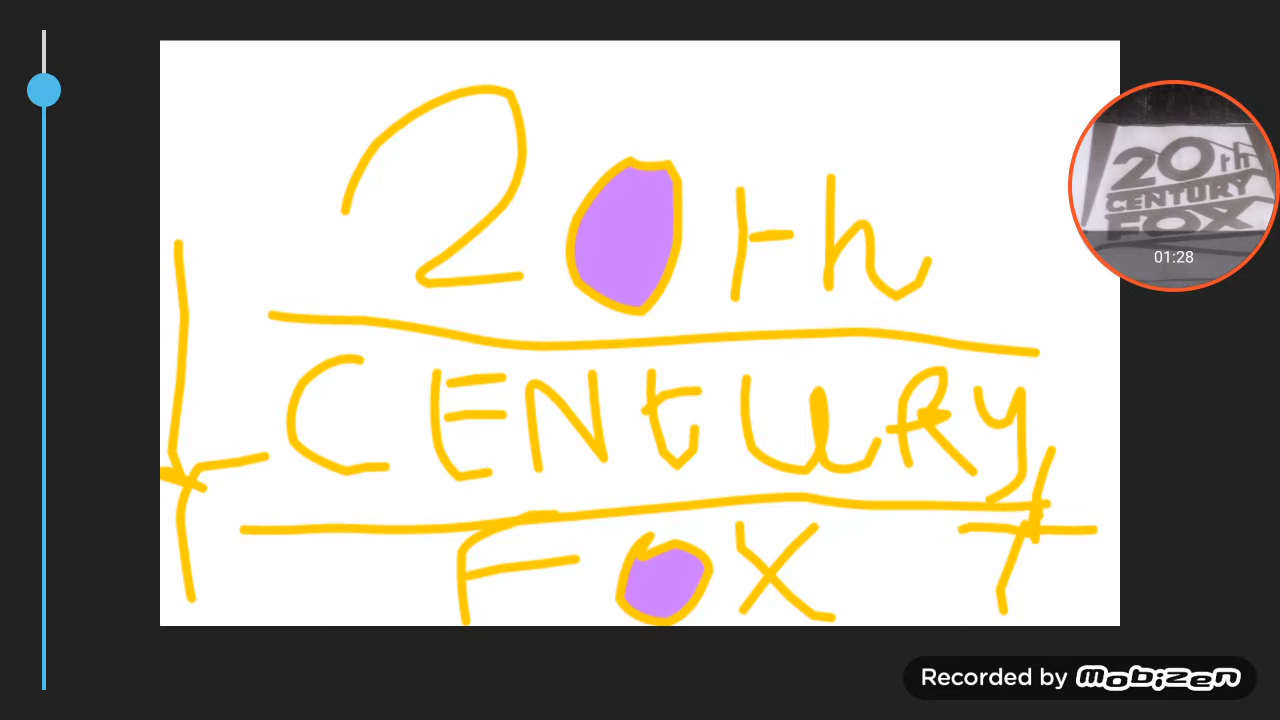 20th
CENtURy
FOX
20th
CENTURY
FOX
01:28
Recorded by mobizen